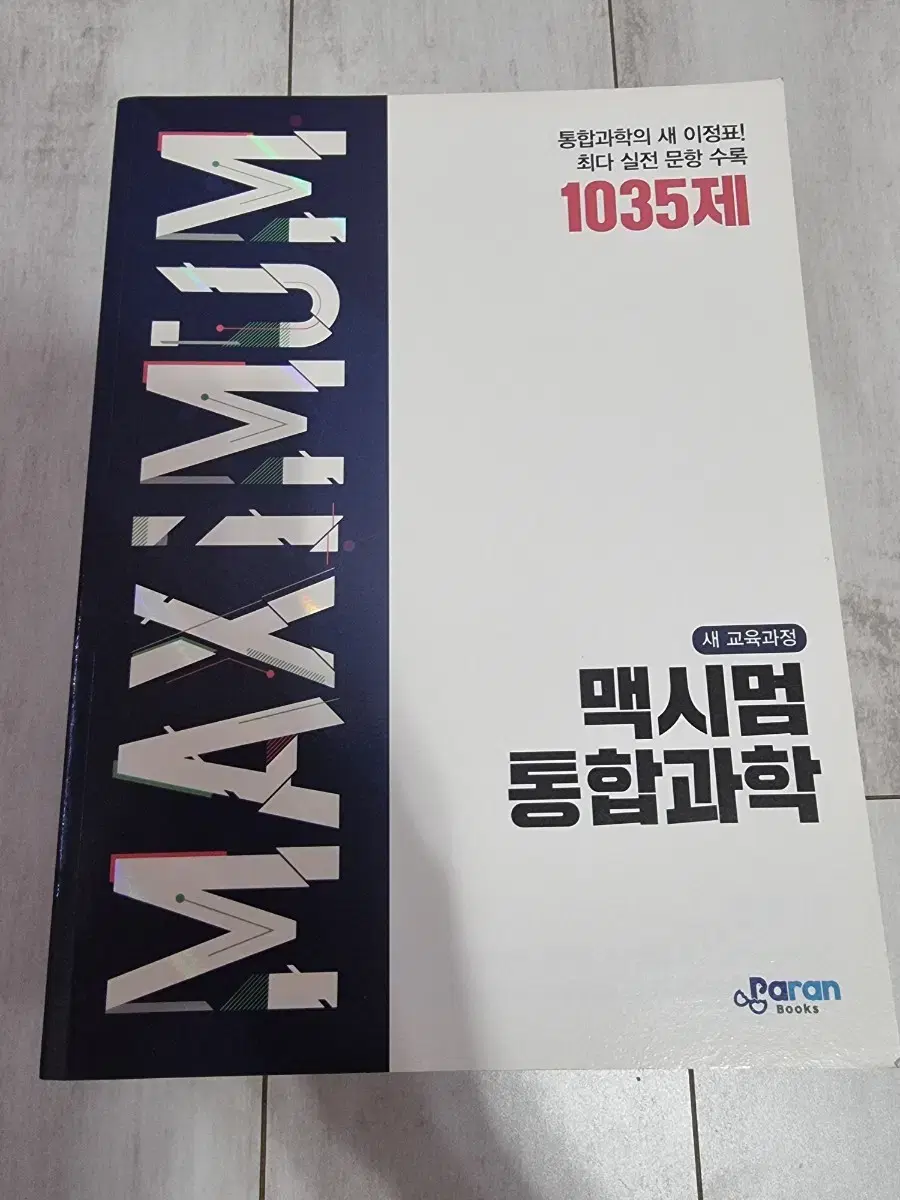 MAXIMUM
통합과학의 새 이정표!
최다 실전 문항 수록
1035제
새 교육과정
맥시멈
통합과학
Paran
BOOKS